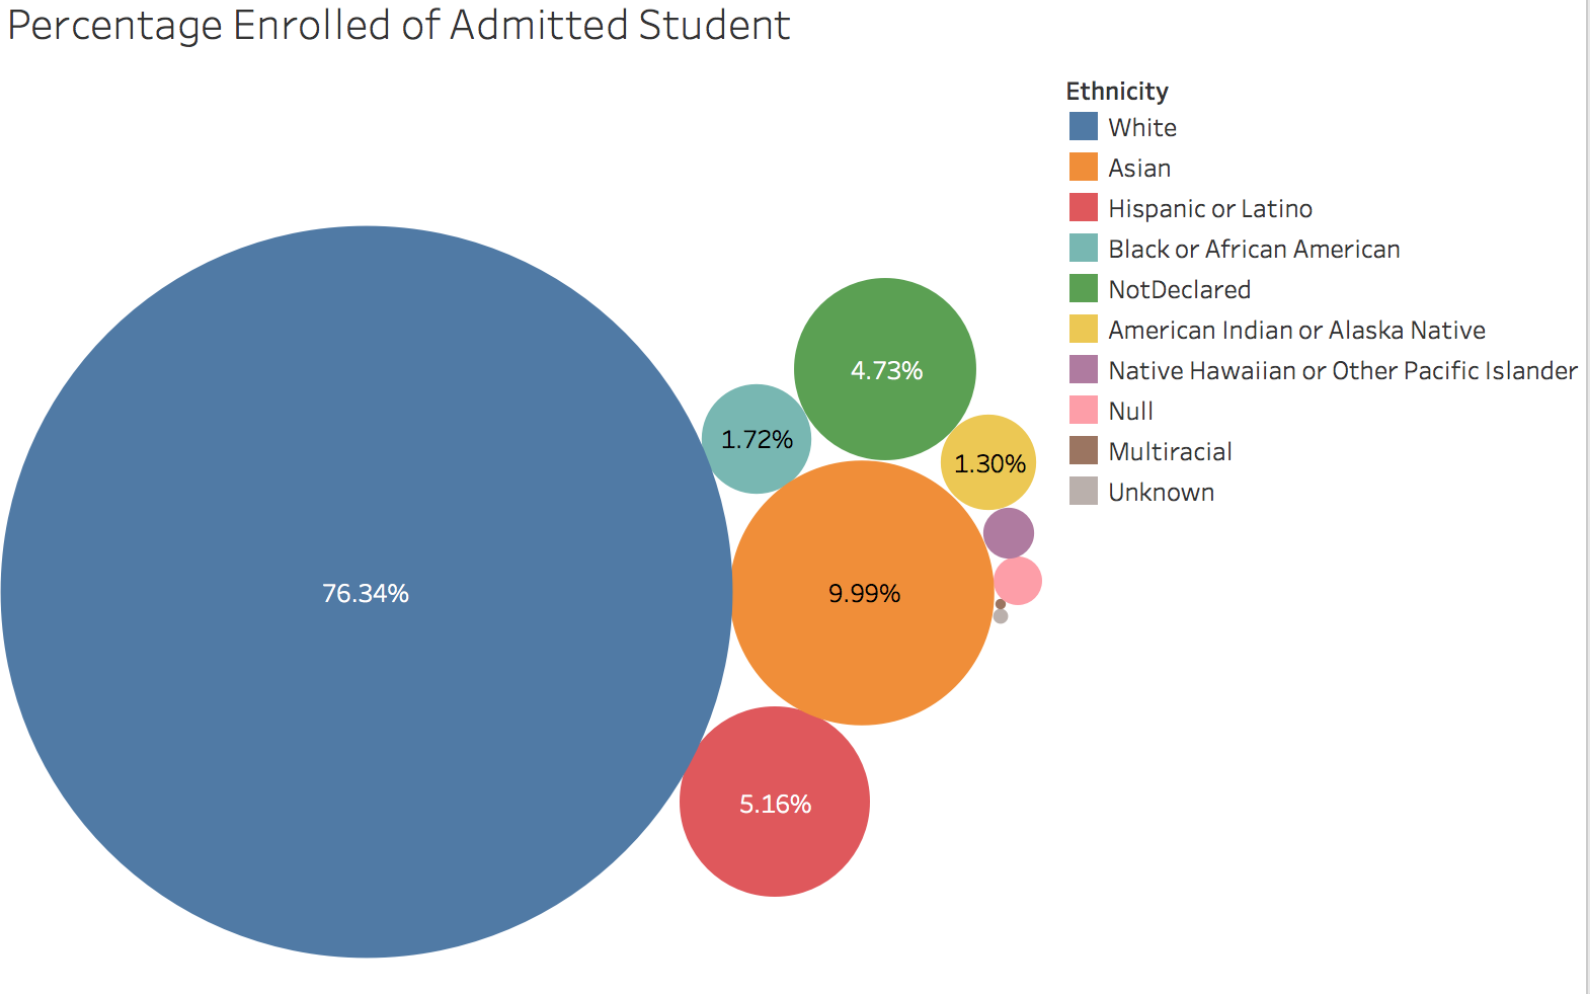 Percentage Enrolled of Admitted Student
Ethnicity
White
Asian
Hispanic or Latino
Black or African American
NotDeclared
American Indian or Alaska Native
Native Hawaiian or Other Pacific Islander
Null
Multiracial
Unknown
4.73%
1.72%
1.30%
76.34%
9.99%
5.16%